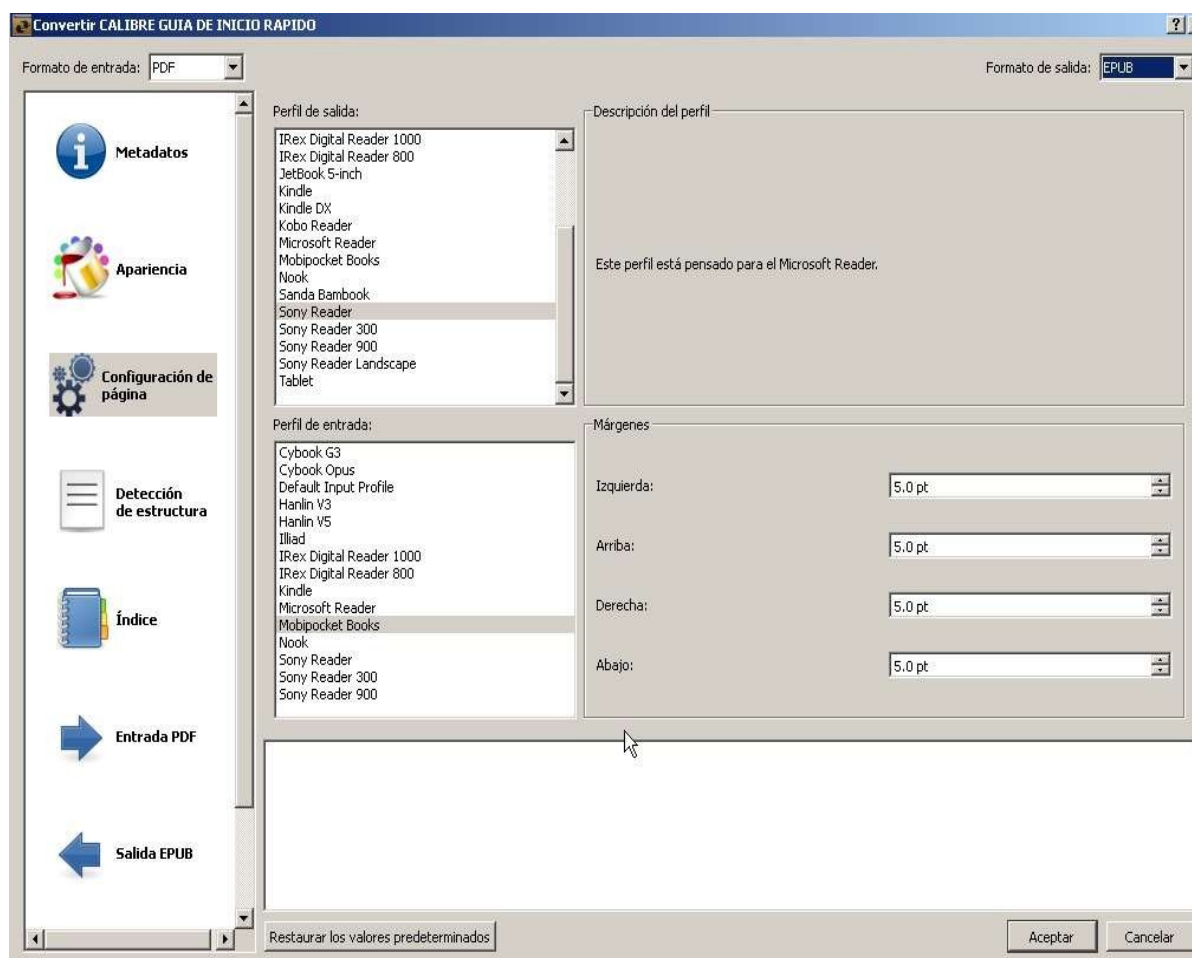 Convertir CALIBRE GUIA DE INICIO RAPIDO
Formato de entrada: PDF
Formato de salida: EPUB
Metadatos
Apariencia
Configuración de
página
Detección
de estructura
Índice
Entrada PDF
Salida EPUB
Perfil de salida:
IRex Digital Reader 1000
IRex Digital Reader 800
JetBook 5-inch
Kindle
Kindle DX
Kobo Reader
Microsoft Reader
Mobipocket Books
Nook
Sanda Bambook
Sony Reader
Sony Reader 300
Sony Reader 900
Sony Reader Landscape
Tablet
Descripción del perfil
Este perfil está pensado para el Microsoft Reader.
Perfil de entrada:
Cybook G3
Cybook Opus
Default Input Profile
Hanlin V3
Hanlin V5
Illiad
IRex Digital Reader 1000
IRex Digital Reader 800
Kindle
Microsoft Reader
Mobipocket Books
Nook
Sony Reader
Sony Reader 300
Sony Reader 900
Márgenes
Izquierda: 5.0 pt
Arriba: 5.0 pt
Derecha: 5.0 pt
Abajo: 5.0 pt
Restaurar los valores predeterminados
Aceptar
Cancelar